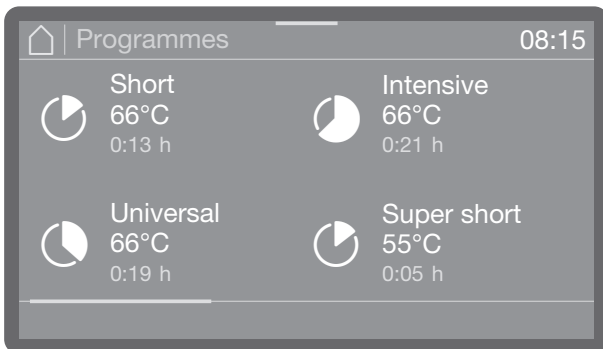 Programmes
08:15
Short
66°C
0:13 h
Intensive
66°C
0:21 h
Universal
66°C
0:19 h
Super short
55°C
0:05 h